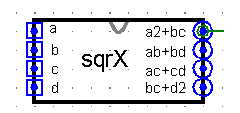 a a2+bc
b ab+bd
sqrX
c ac+cd
d bc+d2